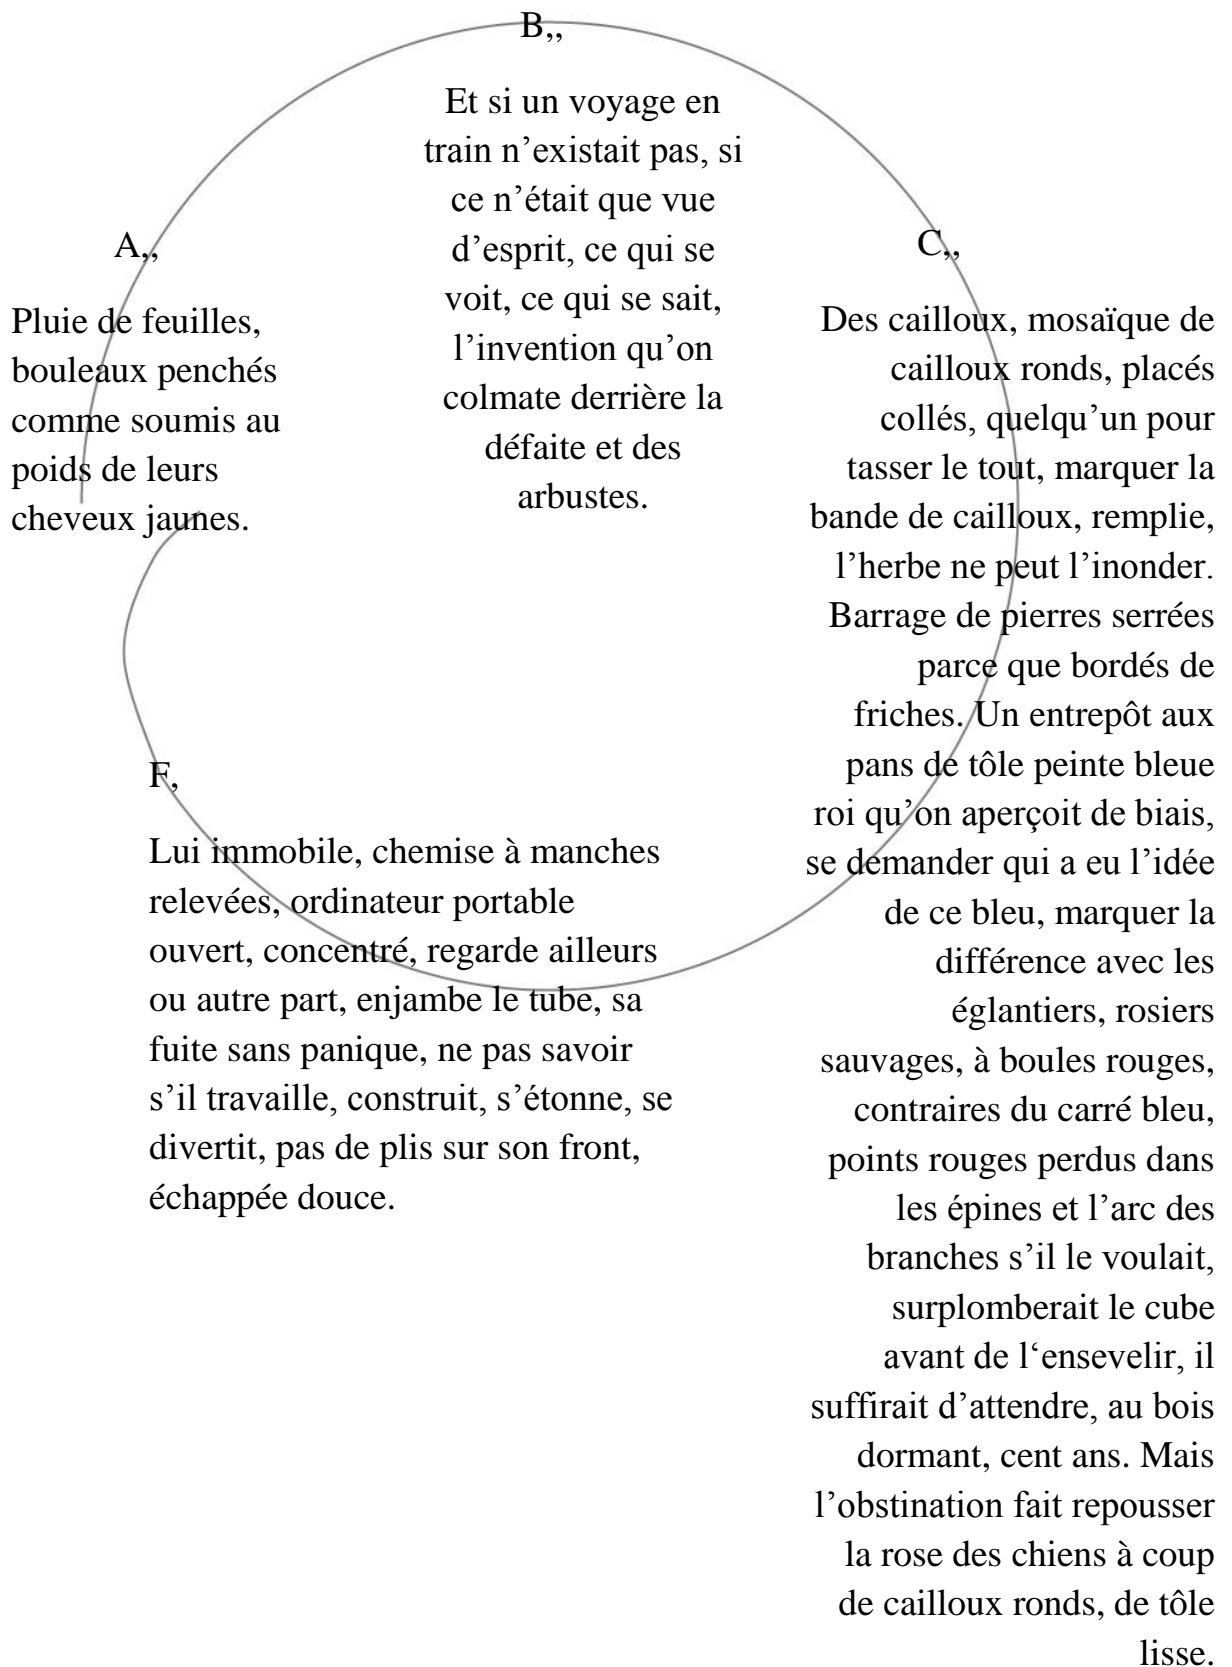 A,,
Pluie de feuilles,
bouleaux penchés
comme soumis au
poids de leurs
cheveux jaunes.
B,,
Et si un voyage en
train n’existait pas, si
ce n’était que vue
d’esprit, ce qui se
voit, ce qui se sait,
l’invention qu’on
colmate derrière la
défaite et des
arbustes.
C,,
Des cailloux, mosaïque de
cailloux ronds, placés
collés, quelqu’un pour
tasser le tout, marquer la
bande de cailloux, remplie,
l’herbe ne peut l’inonder.
Barrage de pierres serrées
parce que bordés de
friches. Un entrepôt aux
pans de tôle peinte bleue
roi qu’on aperçoit de biais,
se demander qui a eu l’idée
de ce bleu, marquer la
différence avec les
églantiers, rosiers
sauvages, à boules rouges,
contraires du carré bleu,
points rouges perdus dans
les épines et l’arc des
branches s’il le voulait,
surplomberait le cube
avant de l‘ensevelir, il
suffirait d’attendre, au bois
dormant, cent ans. Mais
l’obstination fait repousser
la rose des chiens à coup
de cailloux ronds, de tôle
lisse.
F,
Lui immobile, chemise à manches
relevées, ordinateur portable
ouvert, concentré, regarde ailleurs
ou autre part, enjambe le tube, sa
fuite sans panique, ne pas savoir
s’il travaille, construit, s’étonne, se
divertit, pas de plis sur son front,
échappée douce.